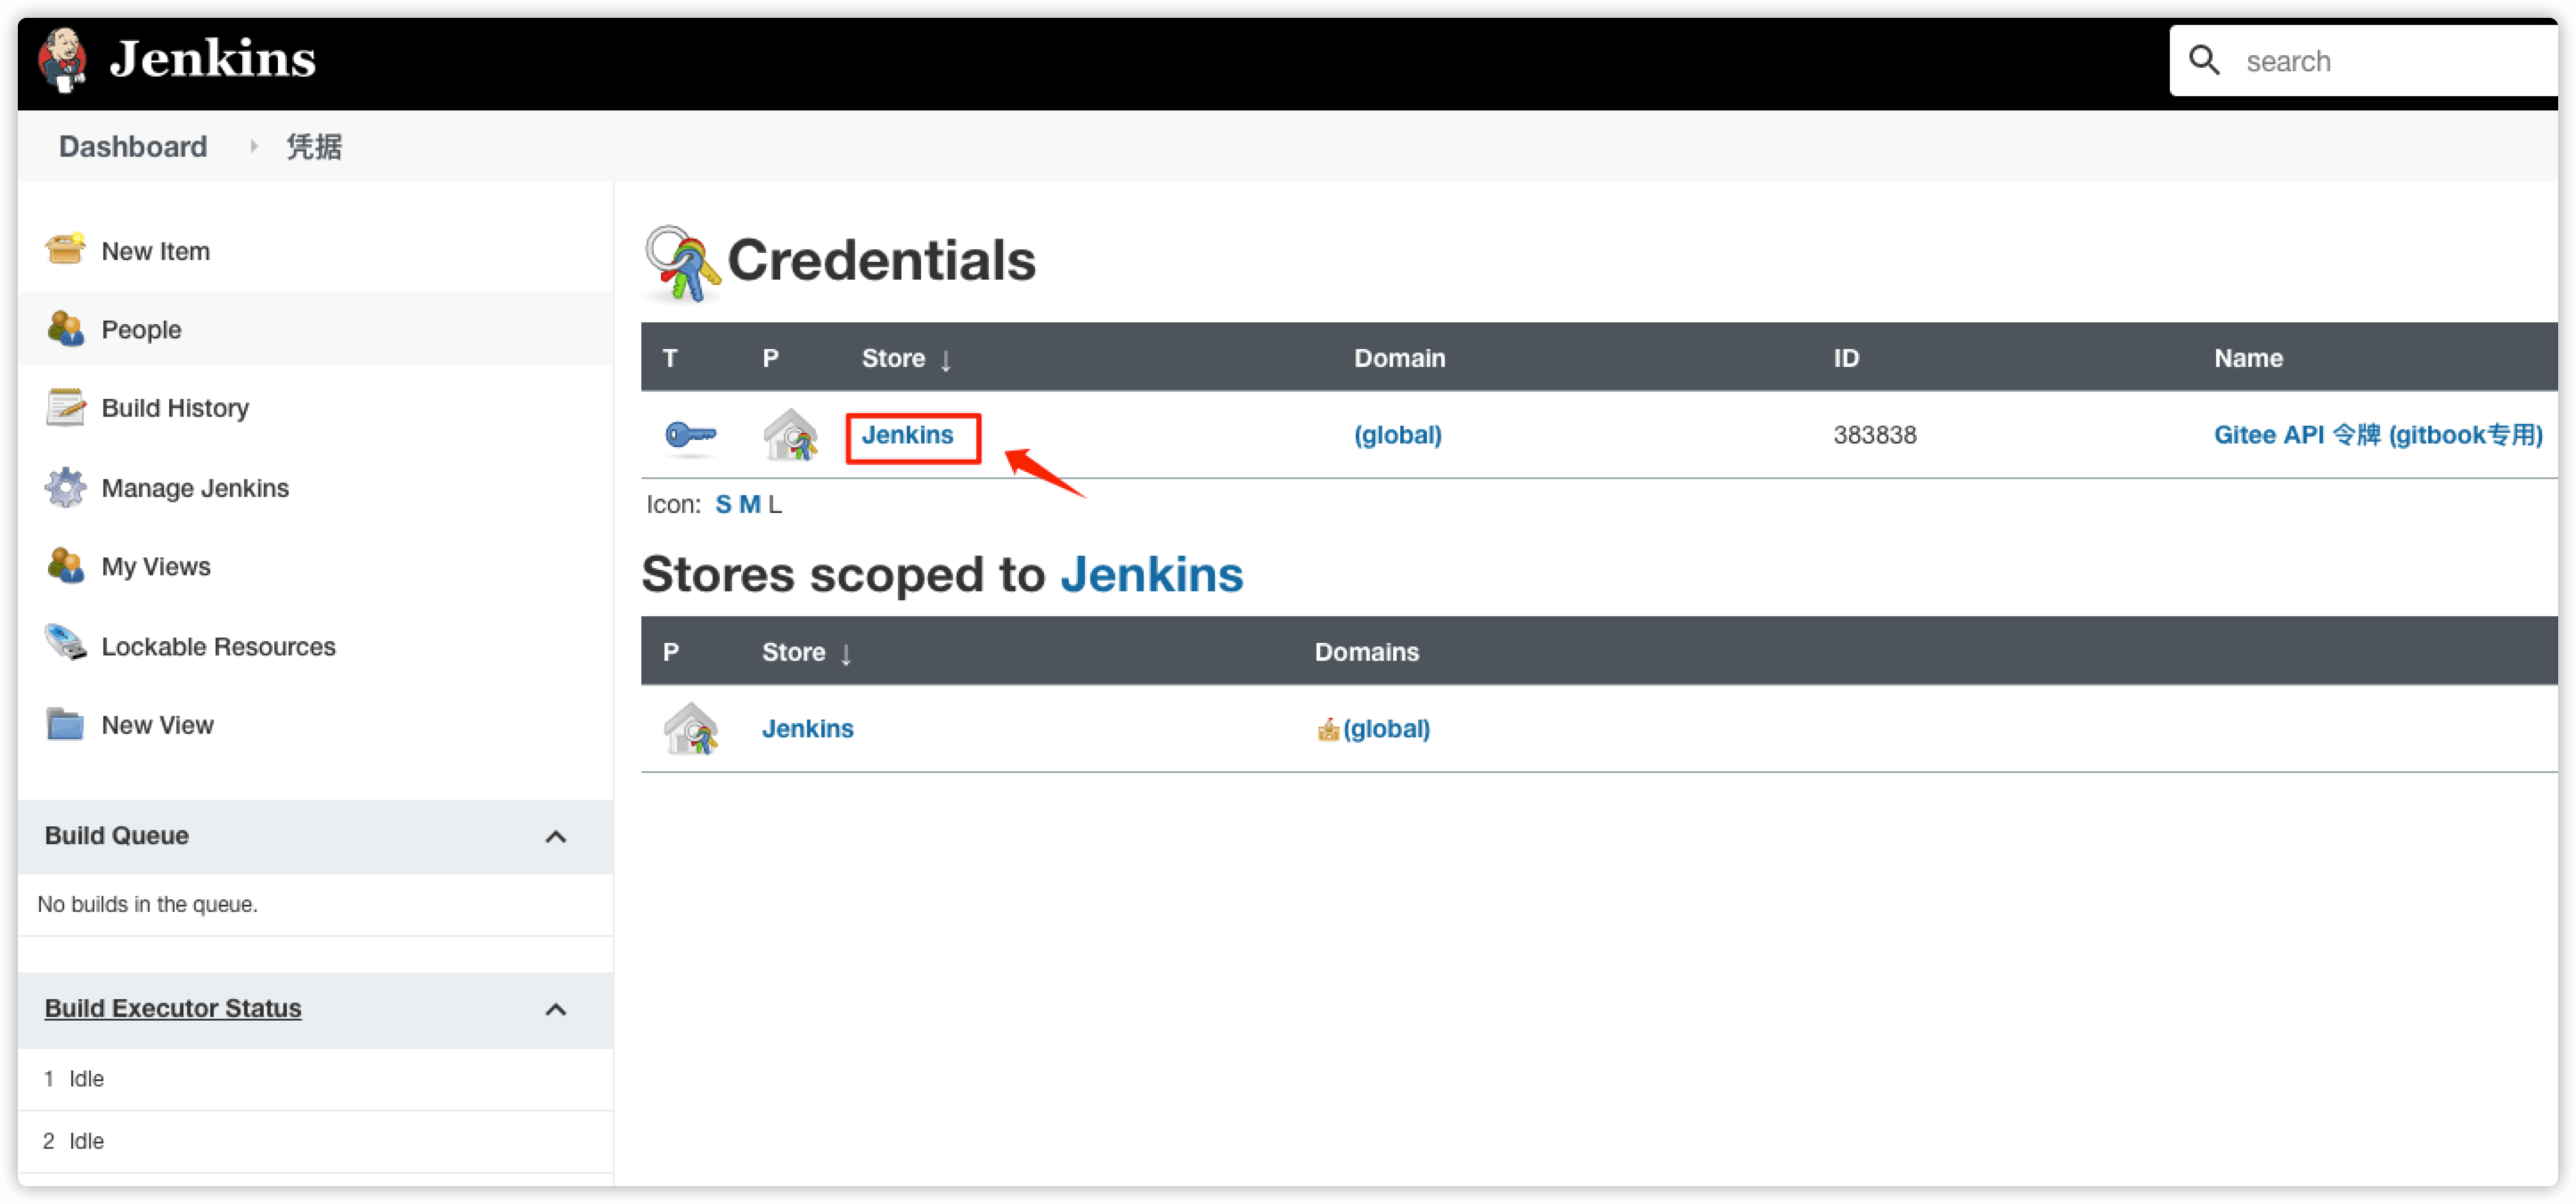 Jenkins
search
Dashboard 凭据
New Item
People
Build History
Manage Jenkins
My Views
Lockable Resources
New View
Build Queue
No builds in the queue.
Build Executor Status
1 Idle
2 Idle
Credentials
T P Store ↓ Domain ID Name
Jenkins (global) 383838 Gitee API 令牌 (gitbook专用)
Icon: S M L
Stores scoped to Jenkins
P Store ↓ Domains
Jenkins (global)